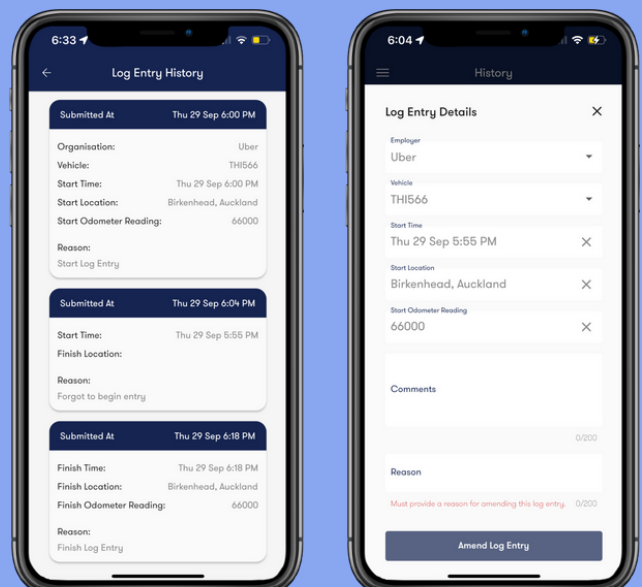 6:33
Log Entry History
Submitted At Thu 29 Sep 6:00 PM
Organisation: Uber
Vehicle: THI566
Start Time: Thu 29 Sep 6:00 PM
Start Location: Birkenhead, Auckland
Start Odometer Reading: 66000
Reason:
Start Log Entry
Submitted At Thu 29 Sep 6:04 PM
Start Time: Thu 29 Sep 5:55 PM
Finish Location:
Reason:
Forgot to begin entry
Submitted At Thu 29 Sep 6:18 PM
Finish Time: Thu 29 Sep 6:18 PM
Finish Location: Birkenhead, Auckland
Finish Odometer Reading: 66000
Reason:
Finish Log Entry
6:04
History
Log Entry Details
Employer
Uber
Vehicle
THI566
Start Time
Thu 29 Sep 5:55 PM
Start Location
Birkenhead, Auckland
Start Odometer Reading
66000
Comments
0/200
Reason
Must provide a reason for amending this log entry. 0/200
Amend Log Entry